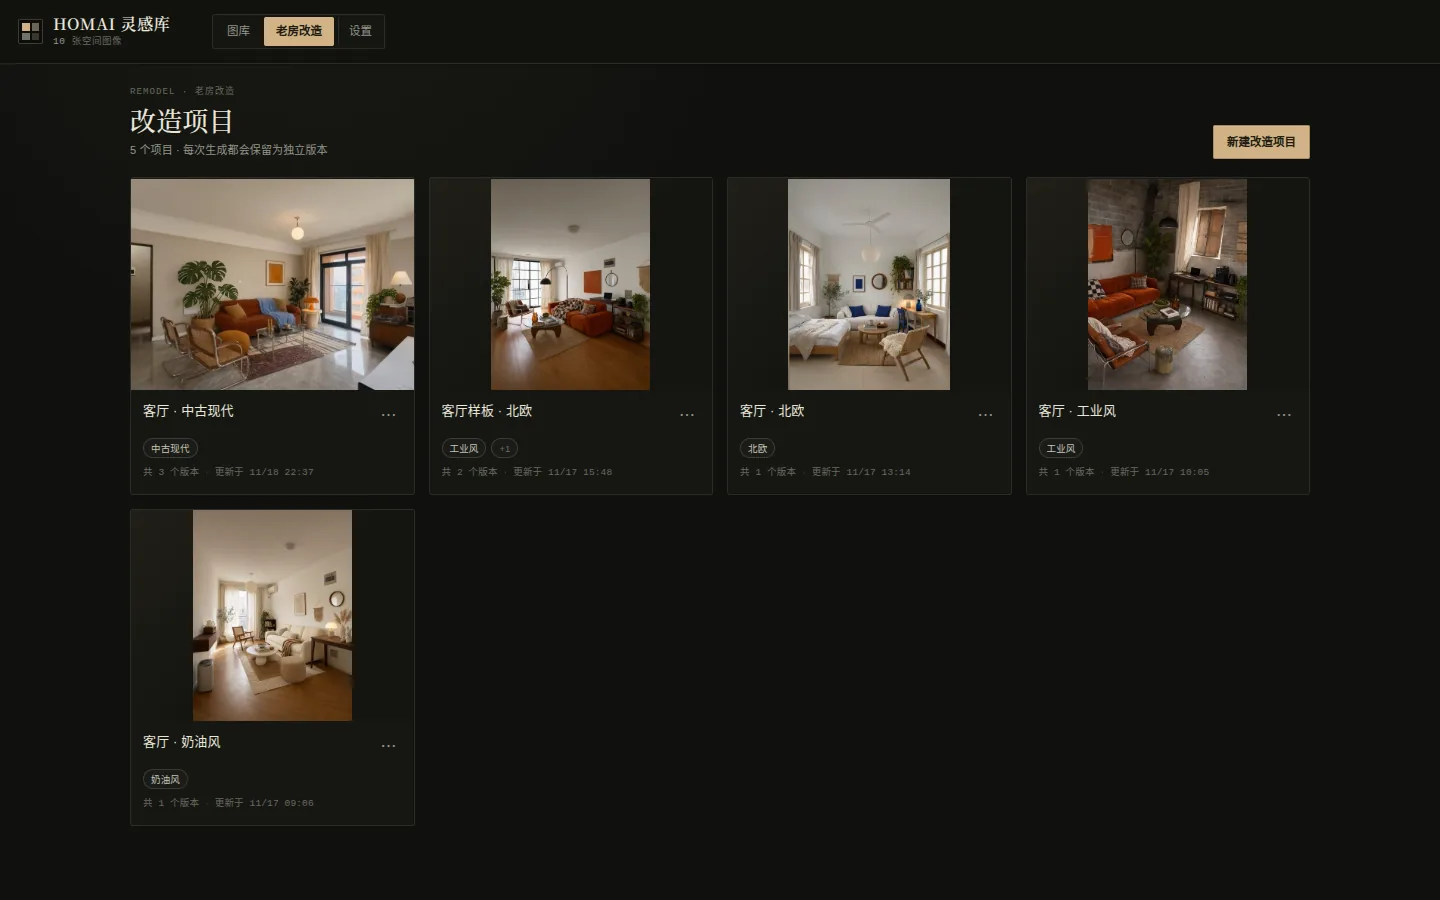 HOMAI 灵感库
10 张空间图像
图库
老房改造
设置
REMODEL · 老房改造
改造项目
5 个项目 · 每次生成都会保留为独立版本
新建改造项目
客厅 · 中古现代
...
中古现代
共 3 个版本 · 更新于 11/18 22:37
客厅样板 · 北欧
...
工业风
+1
共 2 个版本 · 更新于 11/17 15:48
客厅 · 北欧
...
北欧
共 1 个版本 · 更新于 11/17 13:14
客厅 · 工业风
...
工业风
共 1 个版本 · 更新于 11/17 10:05
客厅 · 奶油风
...
奶油风
共 1 个版本 · 更新于 11/17 09:06